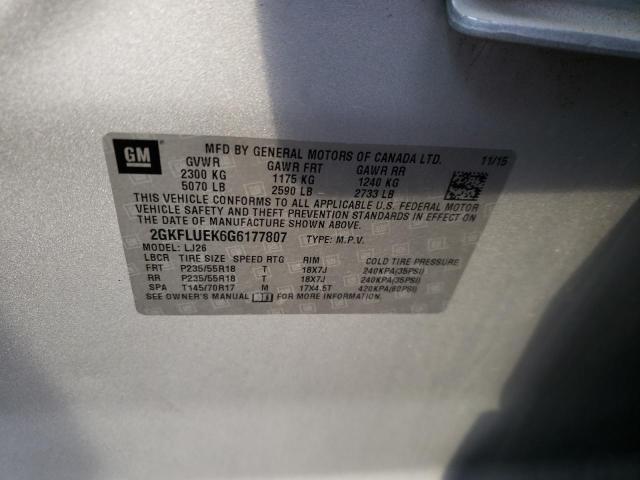 GM
MFD BY GENERAL MOTORS OF CANADA LTD. 11/15
GVWR GAWR FRT GAWR RR
2300 KG 1175 KG 1240 KG
5070 LB 2590 LB 2733 LB
THIS VEHICLE CONFORMS TO ALL APPLICABLE U.S. FEDERAL MOTOR
VEHICLE SAFETY AND THEFT PREVENTION STANDARDS IN EFFECT ON
THE DATE OF MANUFACTURE SHOWN ABOVE.
2GKFLUEK6G6177807 TYPE: M.P.V.
MODEL: LJ26
LBCR TIRE SIZE SPEED RTG RIM COLD TIRE PRESSURE
FRT P235/55R18 T 18X7J 240KPA(35PSI)
RR P235/55R18 T 18X7J 240KPA(35PSI)
SPA T145/70R17 M 17X4.5T 420KPA(60PSI)
SEE OWNER'S MANUAL FOR MORE INFORMATION.